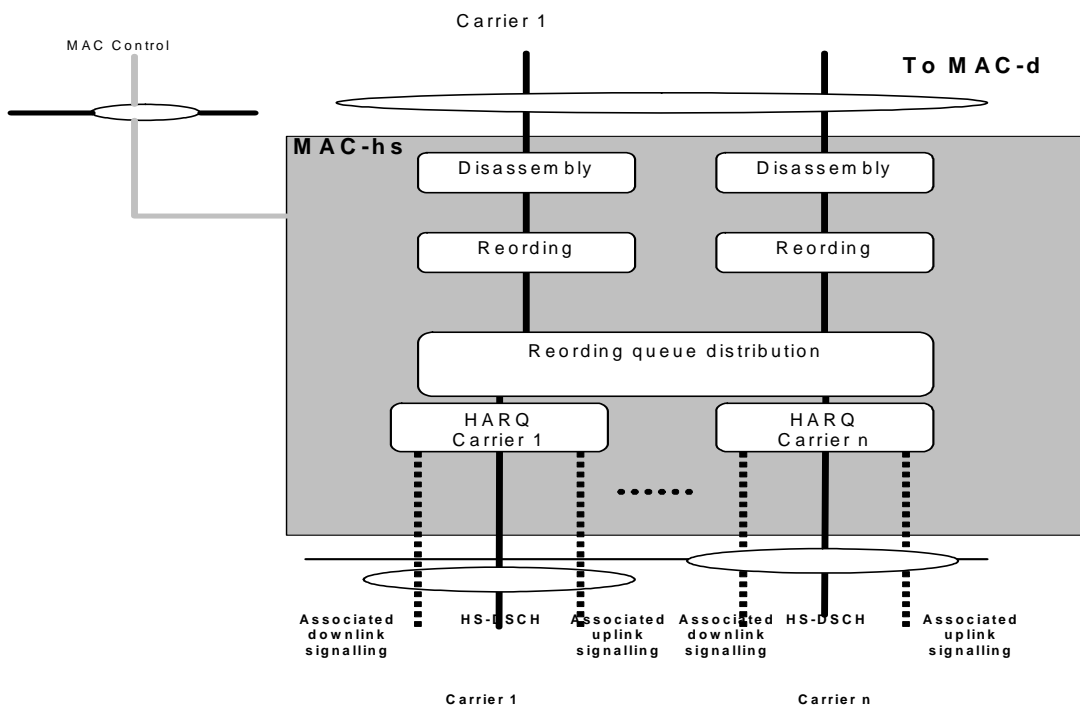 Carrier 1
MAC Control
To MAC-d
MAC-hs
Disassembly
Disassembly
Reording
Reording
Reording queue distribution
HARQ
Carrier 1
HARQ
Carrier n
Associated
downlink
signalling
HS-DSCH
Associated
uplink
signalling
Associated
downlink
signalling
HS-DSCH
Associated
uplink
signalling
Carrier 1
Carrier n